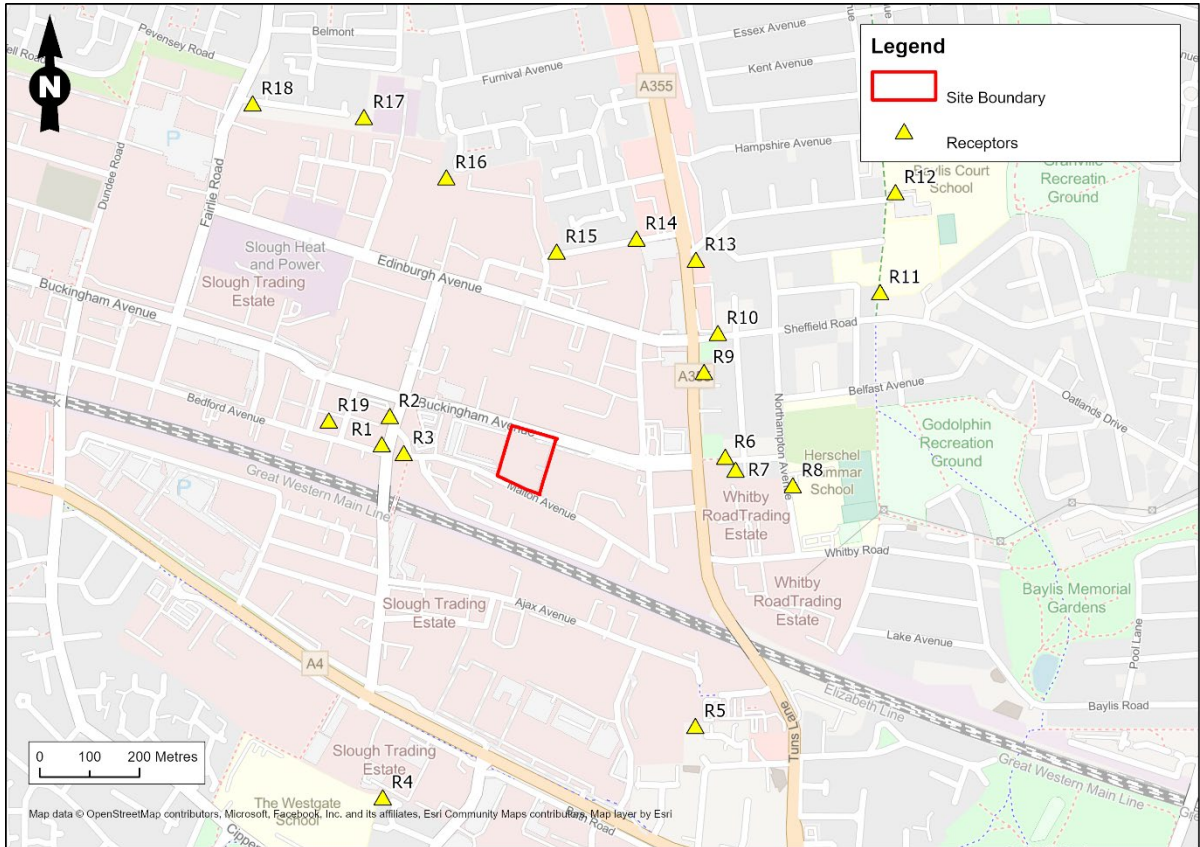 Pevensey Road
Belmont
Essex Avenue
Furnival Avenue
Kent Avenue
A355
Hampshire Avenue
Legend
Site Boundary
Receptors
N
R18
R17
R16
P
Dundee Road
Fairlie Road
R12
Baylis Court
School
Recreatin
Ground
R14
R15
R13
Slough Heat
and Power
Slough Trading
Estate
Edinburgh Avenue
Buckingham Avenue
R11
R10
Sheffield Road
R9
Belfast Avenue
Oatlands Drive
Bedford Avenue
R19
R2
R1
R3
Buckingham Avenue
Malton Avenue
Great Western Main Line
P
R6
R7
R8
Northampton Avenue
Godolphin
Recreation
Ground
Whitby
RoadTrading
Estate
Whitby Road
Whitby
RoadTrading
Estate
Baylis Memorial
Gardens
Slough Trading
Estate
Ajax Avenue
Lake Avenue
Pool Lane
A4
Elizabeth Line
Baylis Road
R5
Tuns Lane
Great Western Main Line
0 100 200 Metres
Slough Trading
Estate
R4
The Westgate
School
Map data © OpenStreetMap contributors, Microsoft, Facebook, Inc. and its affiliates, Esri Community Maps contributors, Map layer by Esri